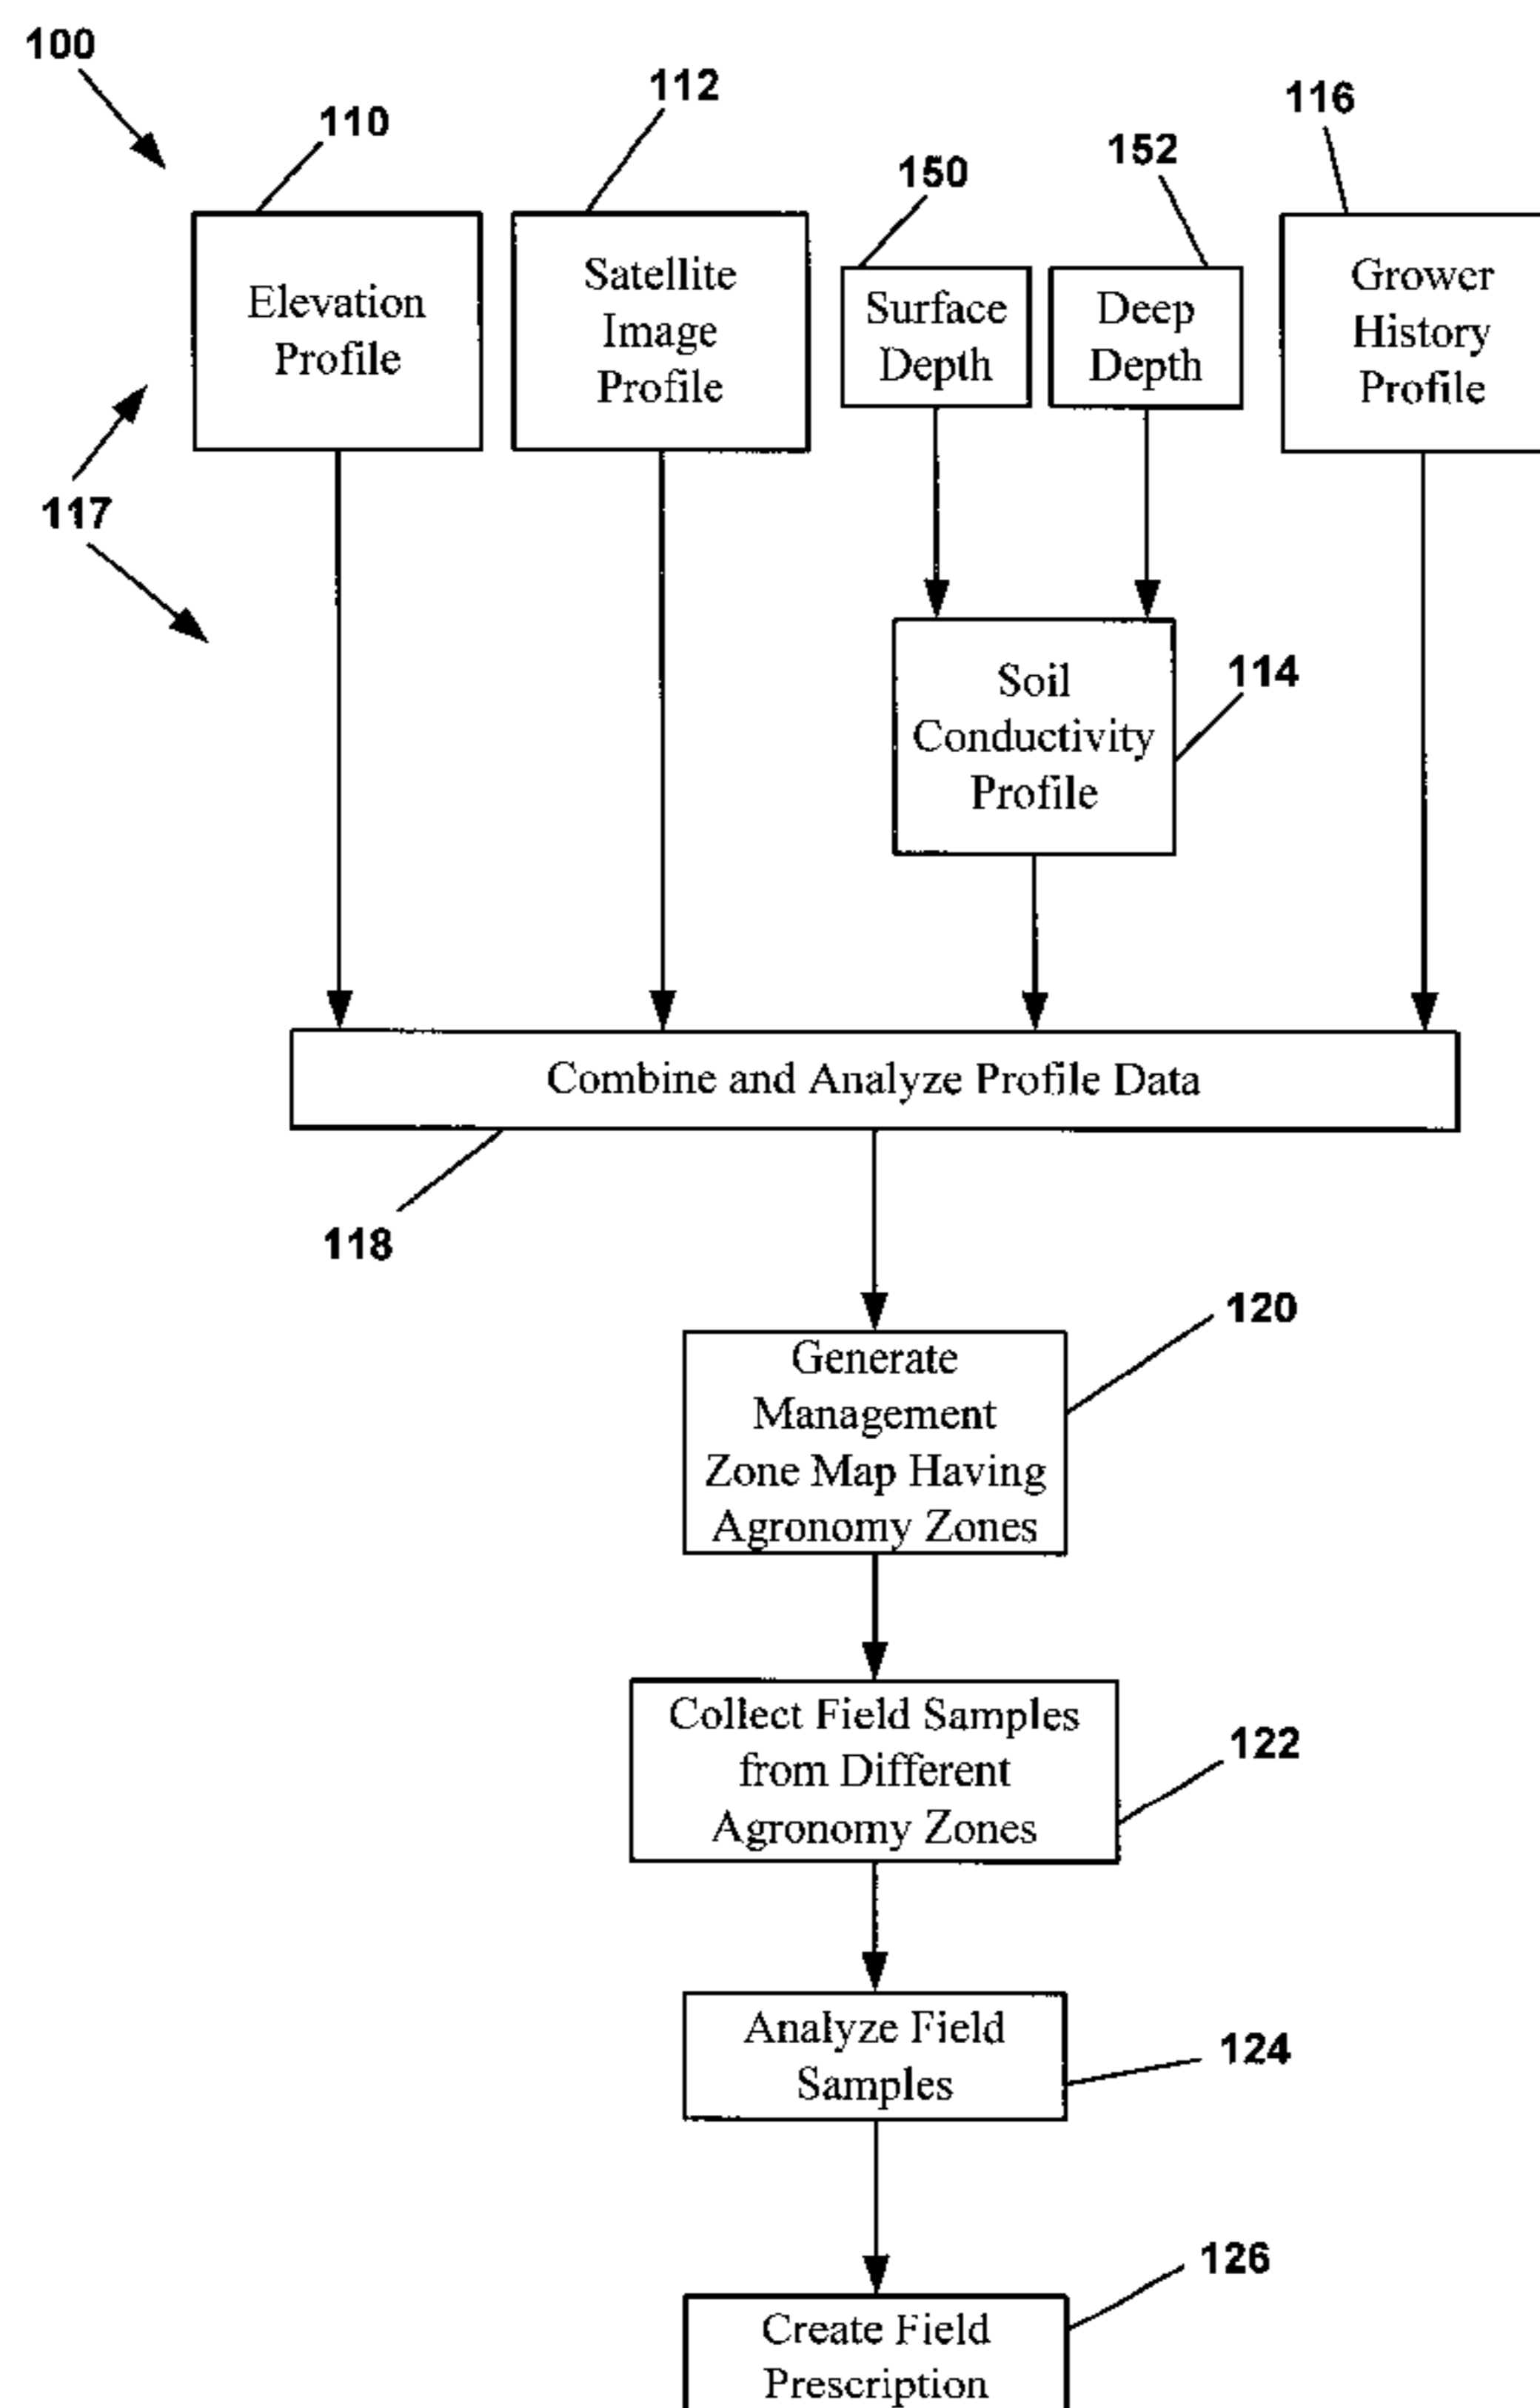 100
110
112
150
152
116
Elevation
Profile
Satellite
Image
Profile
Surface
Depth
Deep
Depth
Grower
History
Profile
117
Soil
Conductivity
Profile
114
Combine and Analyze Profile Data
118
120
Generate
Management
Zone Map Having
Agronomy Zones
Collect Field Samples
from Different
Agronomy Zones
122
Analyze Field
Samples
124
126
Create Field
Prescription